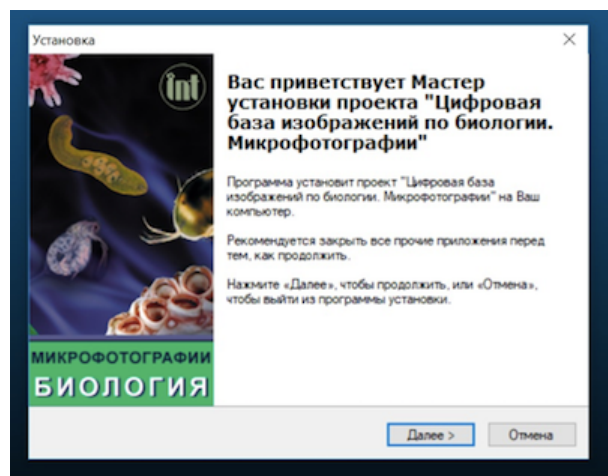 Установка
int
Вас приветствует Мастер
установки проекта "Цифровая
база изображений по биологии.
Микрофотографии"
Программа установит проект "Цифровая база
изображений по биологии. Микрофотографии" на Ваш
компьютер.
Рекомендуется закрыть все прочие приложения перед
тем, как продолжить.
Нажмите «Далее», чтобы продолжить, или «Отмена»,
чтобы выйти из программы установки.
МИКРОФОТОГРАФИИ
БИОЛОГИЯ
Далее >
Отмена